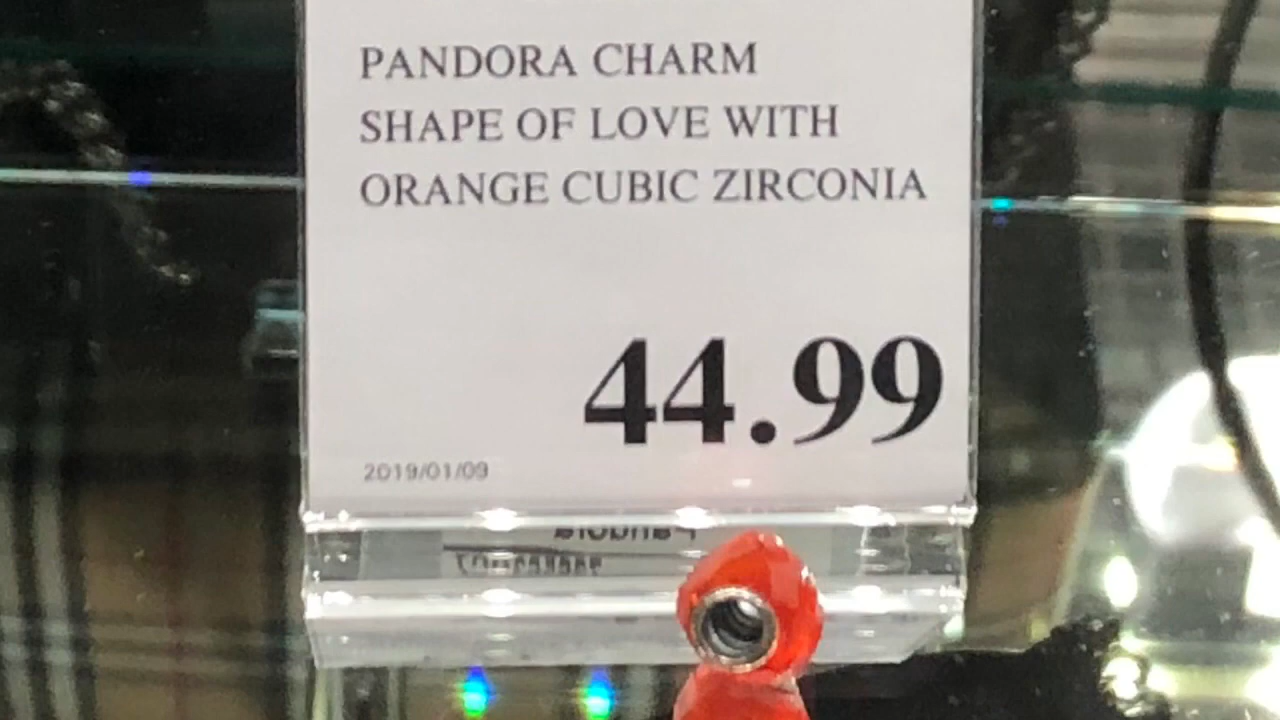 PANDORA CHARM
SHAPE OF LOVE WITH
ORANGE CUBIC ZIRCONIA
44.99
2019/01/09